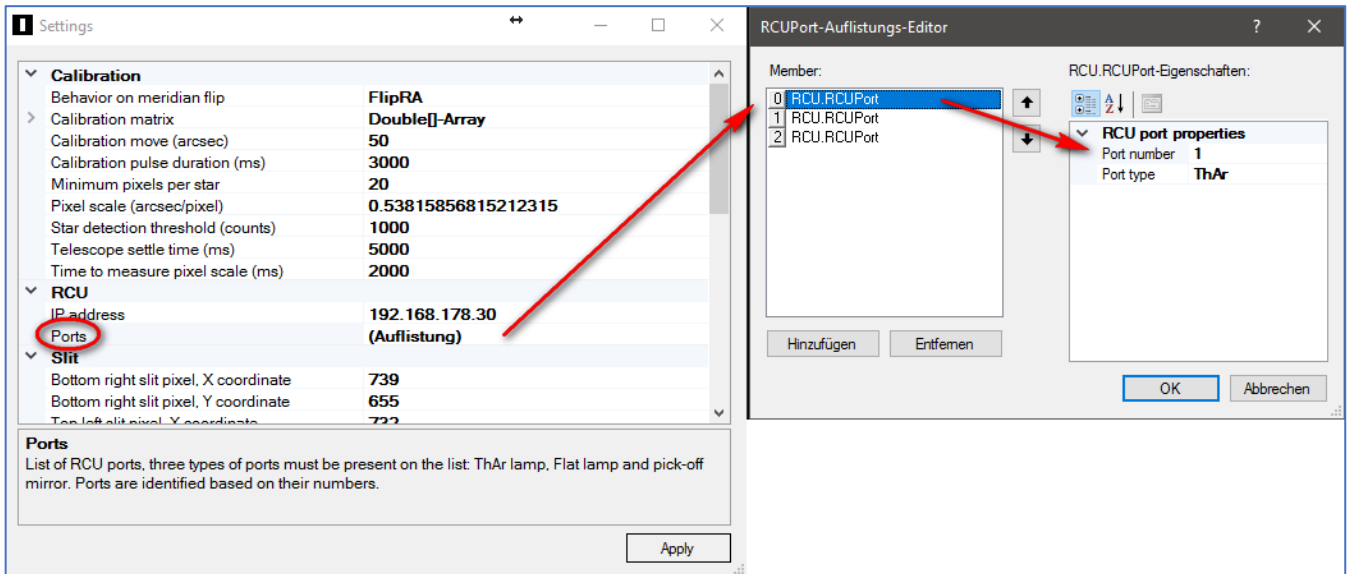 Settings
Calibration
Behavior on meridian flip FlipRA
Calibration matrix Double[]-Array
Calibration move (arcsec) 50
Calibration pulse duration (ms) 3000
Minimum pixels per star 20
Pixel scale (arcsec/pixel) 0.53815856815212315
Star detection threshold (counts) 1000
Telescope settle time (ms) 5000
Time to measure pixel scale (ms) 2000
RCU
IP address 192.168.178.30
Ports (Auflistung)
Slit
Bottom right slit pixel, X coordinate 739
Bottom right slit pixel, Y coordinate 655
Top left slit pixel, X coordinate 722
Ports
List of RCU ports, three types of ports must be present on the list: ThAr lamp, Flat lamp and pick-off
mirror. Ports are identified based on their numbers.
Apply
RCUPort-Auflistungs-Editor
Member:
0 RCU.RCUPort
1 RCU.RCUPort
2 RCU.RCUPort
Hinzufügen Entfernen
RCU.RCUPort-Eigenschaften:
RCU port properties
Port number 1
Port type ThAr
OK Abbrechen